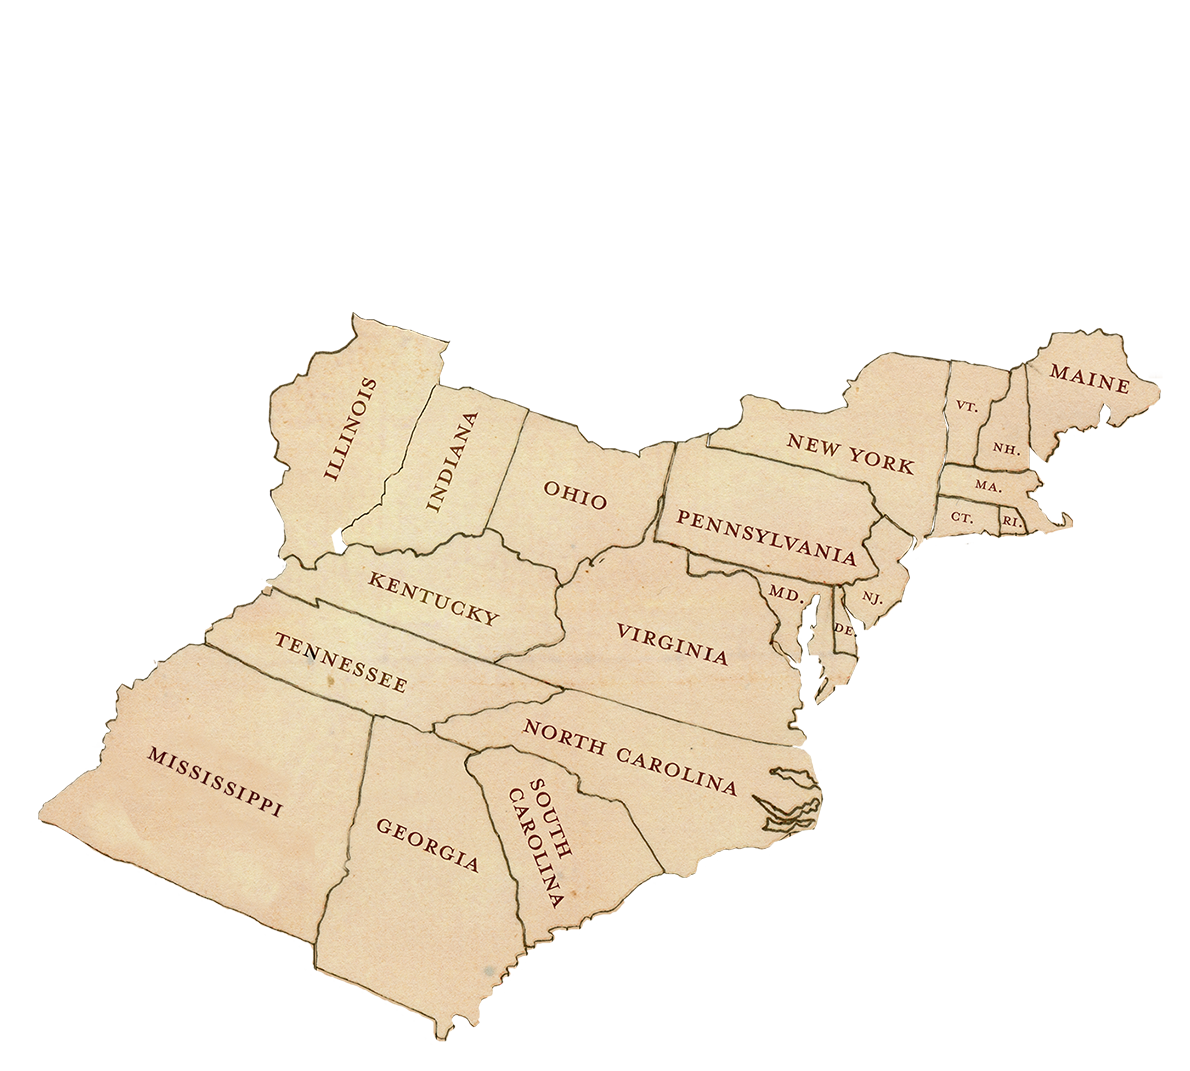 MAINE
VT.
NH.
NEW YORK
MA.
CT.
RI.
ILLINOIS
INDIANA
OHIO
PENNSYLVANIA
NJ.
MD.
DE.
KENTUCKY
VIRGINIA
TENNESSEE
NORTH CAROLINA
MISSISSIPPI
GEORGIA
SOUTH
CAROLINA